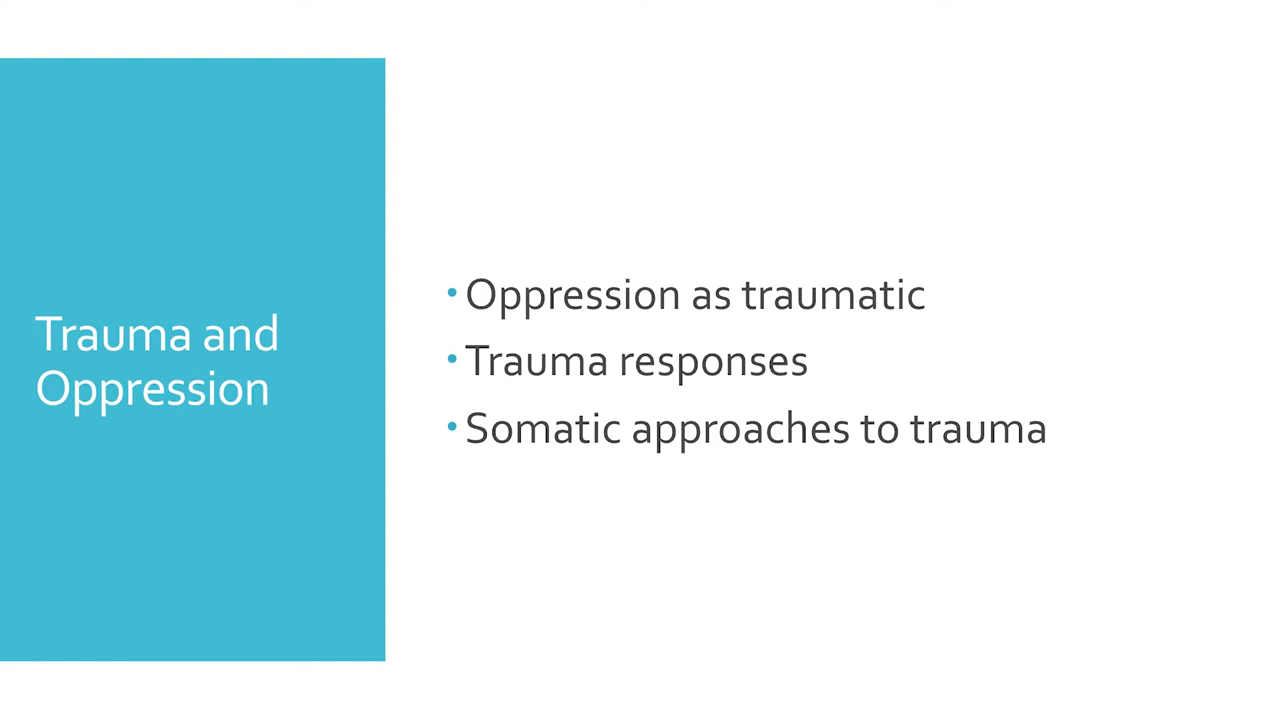 Trauma and
Oppression
• Oppression as traumatic
• Trauma responses
• Somatic approaches to trauma